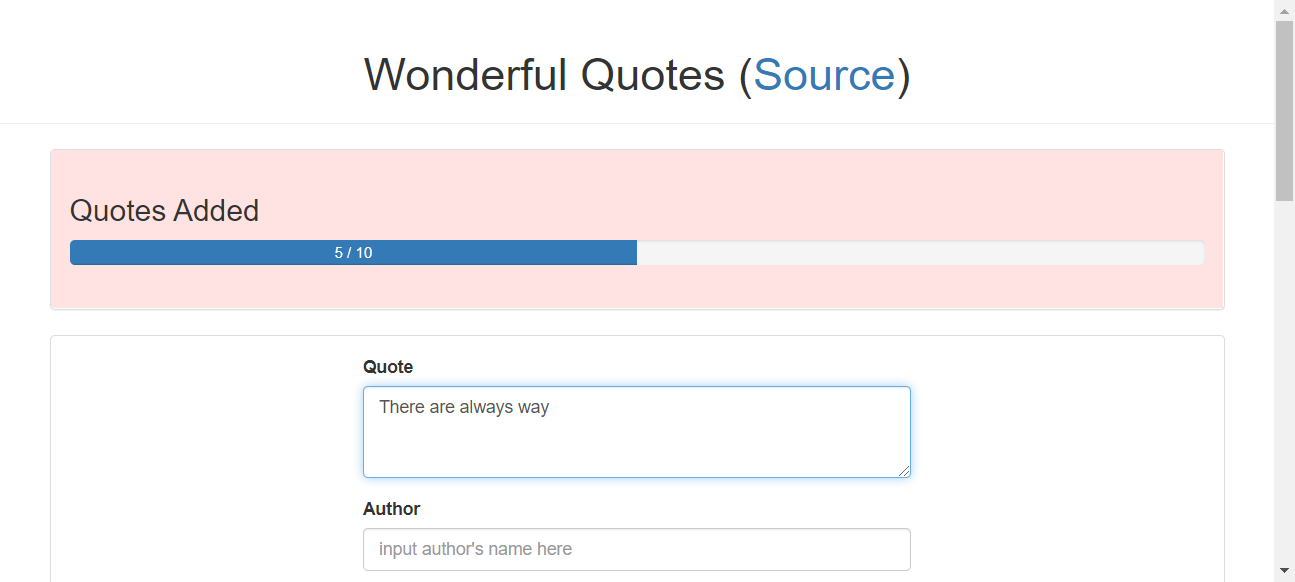 Wonderful Quotes (Source)
Quotes Added
5 / 10
Quote
There are always way
Author
input author's name here